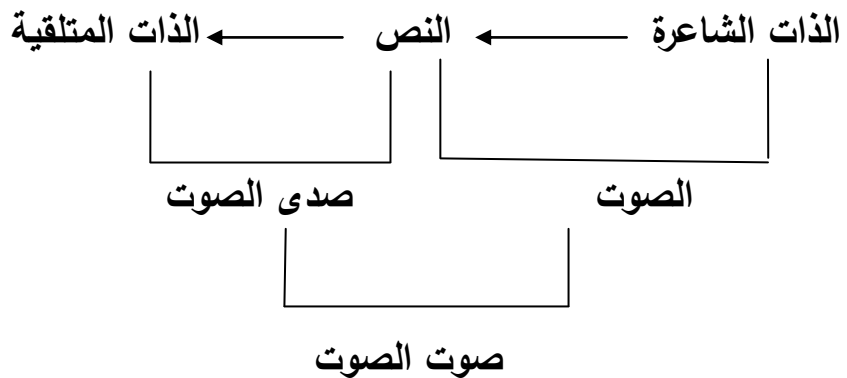 الذات الشاعرة النص الذات المتلقية
الصوت صدى الصوت
صوت الصوت